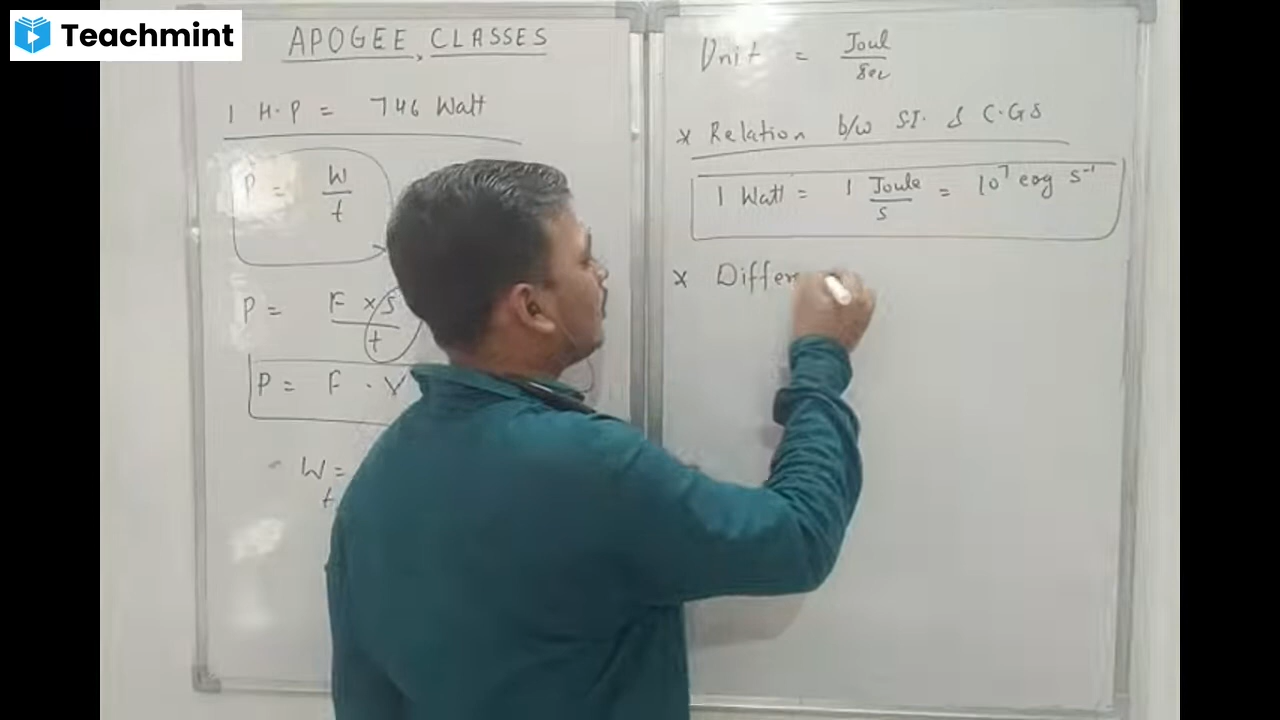 Teachmint
APOGEE CLASSES
1 H.P = 746 Watt
P = W/t
P = F × S/t
P = F . V
W =
t
Unit = Joul/Sec
* Relation b/w S.I. & C.G.S
1 Watt = 1 Joule/s = 10⁷ erg s⁻¹
* Differ